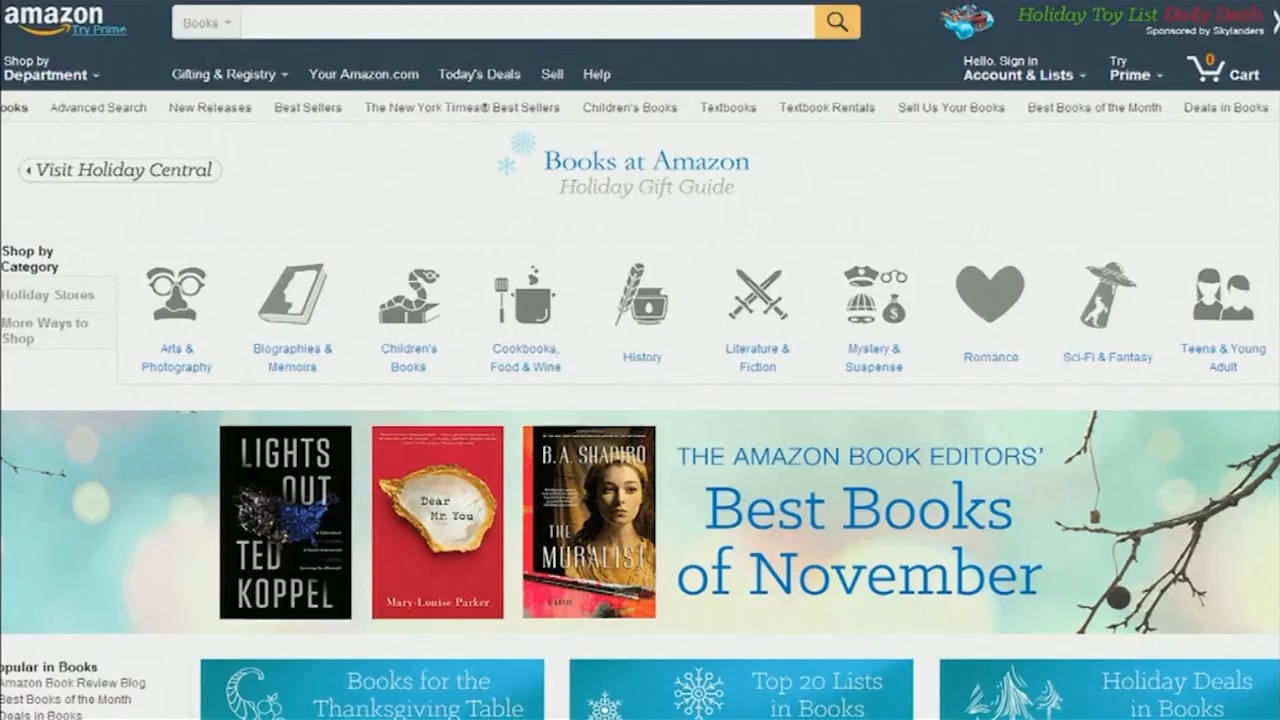 amazon
Try Prime
Books
Holiday Toy List Daily Deals
Sponsored by Skylanders
Shop by
Department
Gifting & Registry
Your Amazon.com
Today's Deals
Sell
Help
Hello. Sign in
Account & Lists
Try
Prime
0
Cart
ooks
Advanced Search
New Releases
Best Sellers
The New York Times® Best Sellers
Children's Books
Textbooks
Textbook Rentals
Sell Us Your Books
Best Books of the Month
Deals in Books
Visit Holiday Central
Books at Amazon
Holiday Gift Guide
Shop by
Category
Holiday Stores
More Ways to
Shop
Arts &
Photography
Biographies &
Memoirs
Children's
Books
Cookbooks,
Food & Wine
History
Literature &
Fiction
Mystery &
Suspense
Romance
Sci-Fi & Fantasy
Teens & Young
Adult
LIGHTS
OUT
TED
KOPPEL
Dear
Mr. You
Mary-Louise Parker
B.A. SHAPIRO
THE
MURALIST
THE AMAZON BOOK EDITORS'
Best Books
of November
opular in Books
Amazon Book Review Blog
Best Books of the Month
Deals in Books
Books for the
Thanksgiving Table
Top 20 Lists
in Books
Holiday Deals
in Books